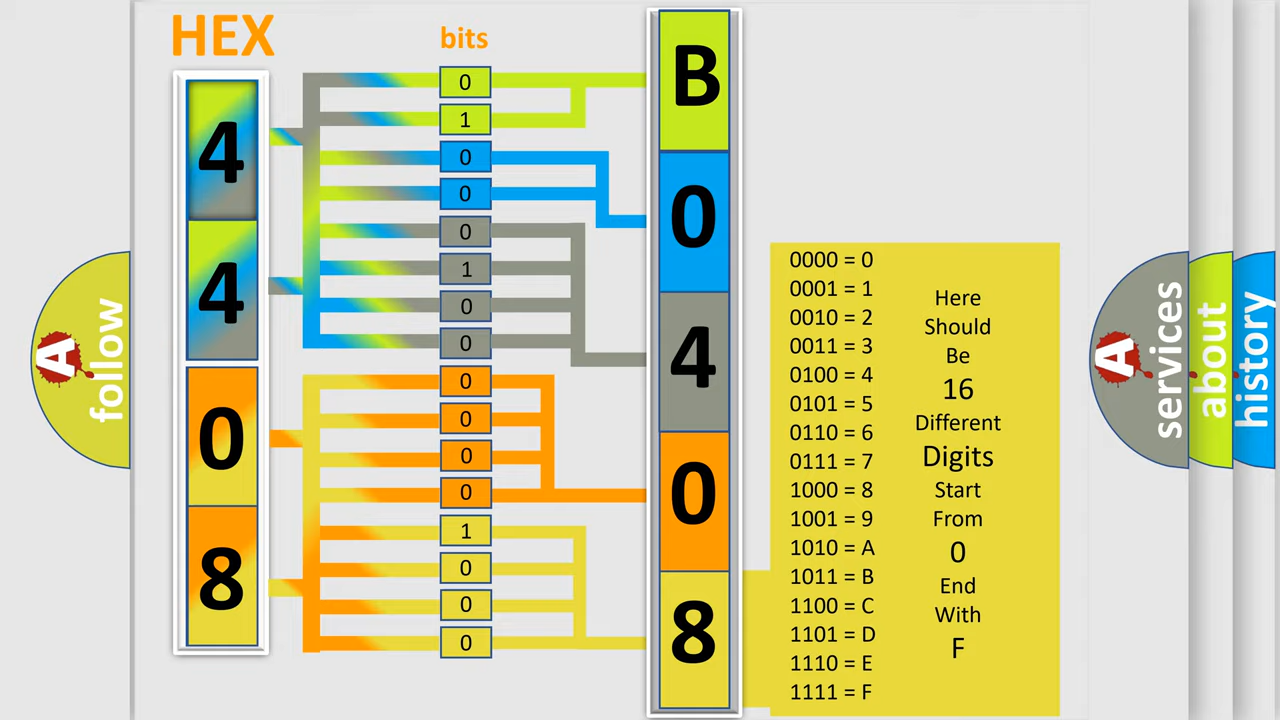 HEX
bits
4
4
0
8
0
1
0
0
0
1
0
0
0
0
0
0
1
0
0
0
B
0
4
0
8
0000 = 0
0001 = 1
0010 = 2
0011 = 3
0100 = 4
0101 = 5
0110 = 6
0111 = 7
1000 = 8
1001 = 9
1010 = A
1011 = B
1100 = C
1101 = D
1110 = E
1111 = F
Here
Should
Be
16
Different
Digits
Start
From
0
End
With
F
A
follow
A
services
about
history